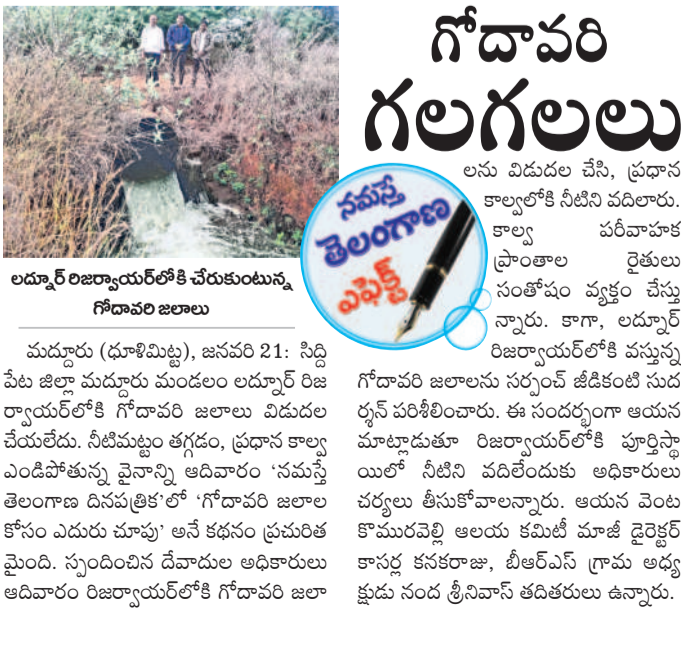 గోదావరి
గలగలలు
లద్నూర్ రిజర్వాయర్‌లోకి చేరుకుంటున్న
గోదావరి జలాలు
మద్దూరు (ధూళిమిట్ట), జనవరి 21: సిద్ది
పేట జిల్లా మద్దూరు మండలం లద్నూర్ రిజ
ర్వాయర్‌లోకి గోదావరి జలాలు విడుదల
చేయలేదు. నీటిమట్టం తగ్గడం, ప్రధాన కాల్వ
ఎండిపోతున్న వైనాన్ని ఆదివారం ‘నమస్తే
తెలంగాణ దినపత్రిక’లో ‘గోదావరి జలాల
కోసం ఎదురు చూపు’ అనే కథనం ప్రచురిత
మైంది. స్పందించిన దేవాదుల అధికారులు
ఆదివారం రిజర్వాయర్‌లోకి గోదావరి జలా
నమస్తే
తెలంగాణ
ఎఫెక్ట్
లను విడుదల చేసి, ప్రధాన
కాల్వలోకి నీటిని వదిలారు.
కాల్వ పరీవాహక
ప్రాంతాల రైతులు
సంతోషం వ్యక్తం చేస్తు
న్నారు. కాగా, లద్నూర్
రిజర్వాయర్‌లోకి వస్తున్న
గోదావరి జలాలను సర్పంచ్ జీడికంటి సుద
ర్శన్ పరిశీలించారు. ఈ సందర్భంగా ఆయన
మాట్లాడుతూ రిజర్వాయర్‌లోకి పూర్తిస్థా
యిలో నీటిని వదిలేందుకు అధికారులు
చర్యలు తీసుకోవాలన్నారు. ఆయన వెంట
కొమురవెల్లి ఆలయ కమిటీ మాజీ డైరెక్టర్
కాసర్ల కనకరాజు, బీఆర్ఎస్ గ్రామ అధ్య
క్షుడు నంద శ్రీనివాస్ తదితరులు ఉన్నారు.